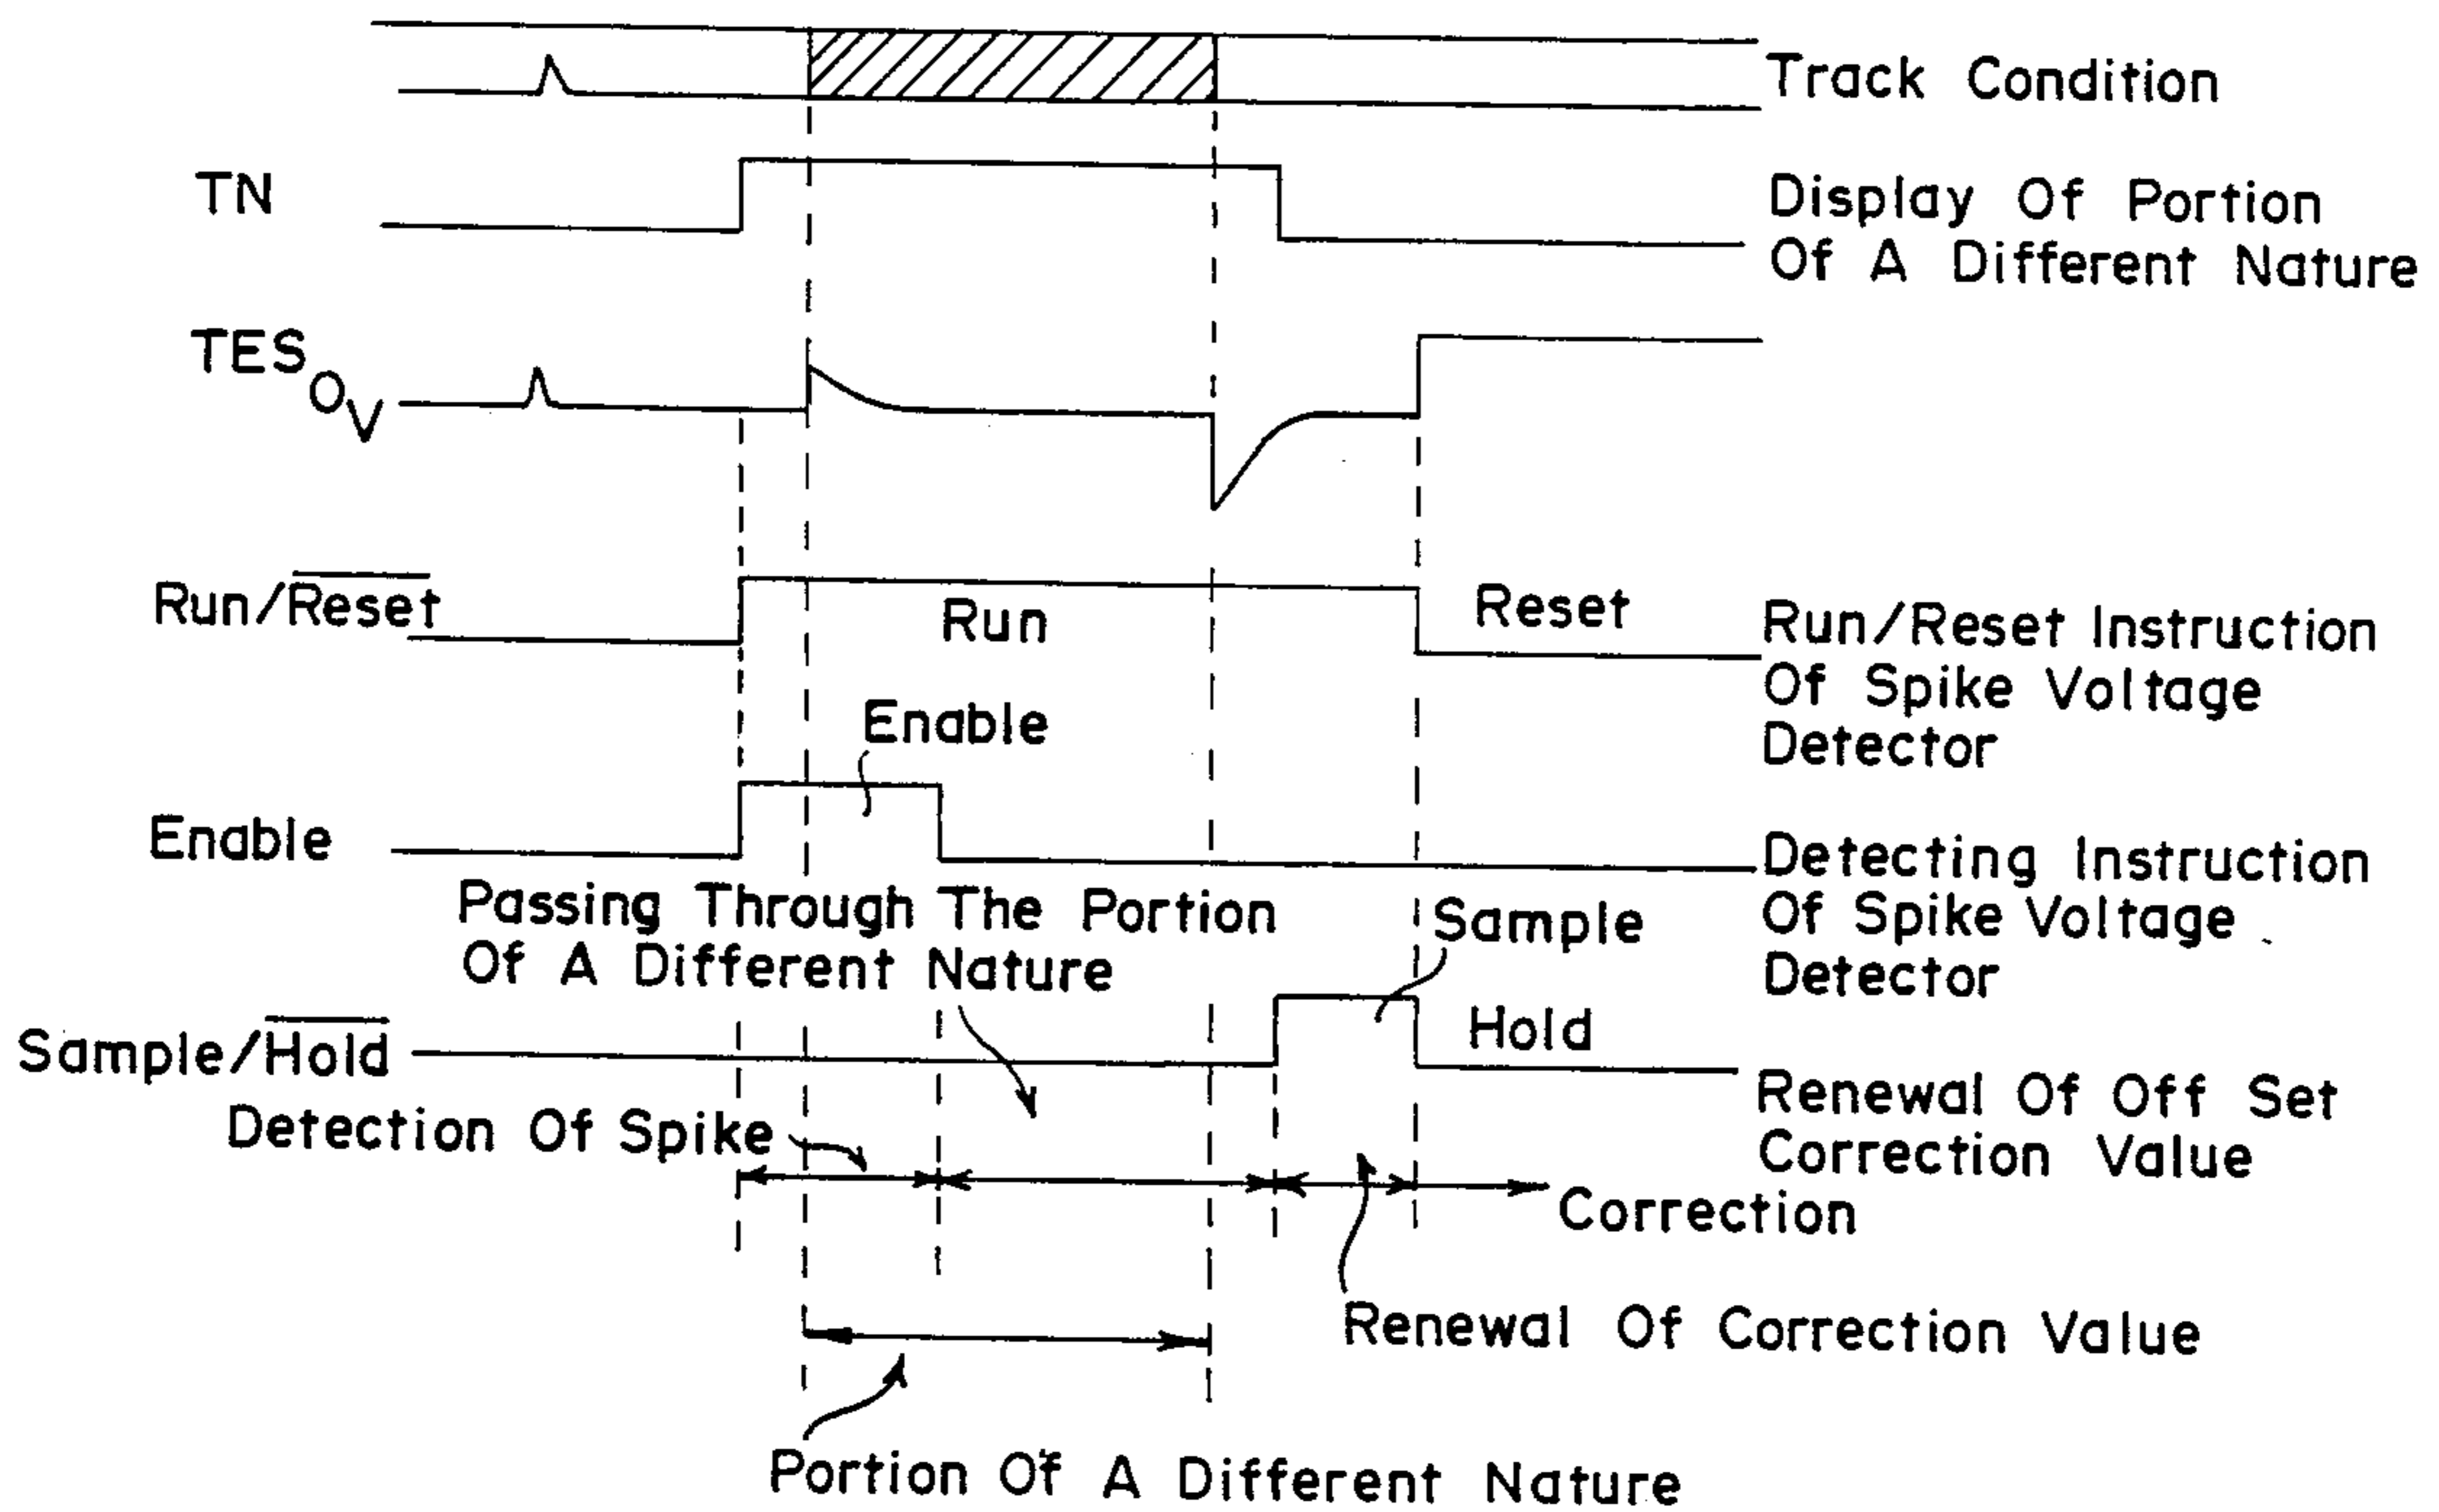 Track Condition
TN
Display Of Portion
Of A Different Nature
TES
OV
Run/Reset
Run
Reset
Run/Reset Instruction
Of Spike Voltage
Detector
Enable
Enable
Detecting Instruction
Of Spike Voltage
Detector
Passing Through The Portion
Of A Different Nature
Sample
Sample/Hold
Hold
Renewal Of Off Set
Correction Value
Detection Of Spike
Correction
Renewal Of Correction Value
Portion Of A Different Nature